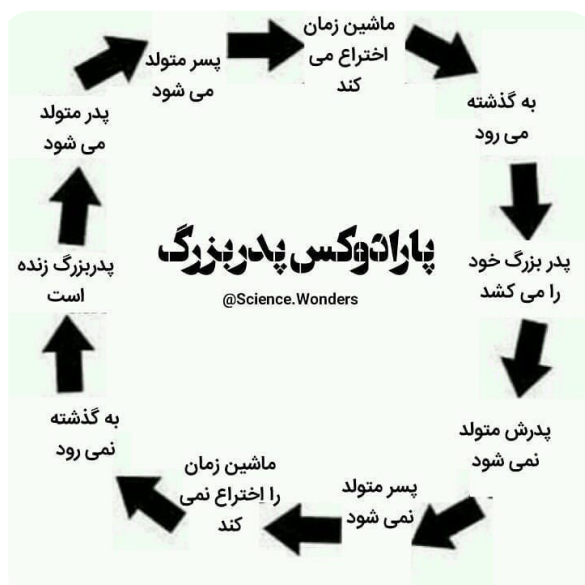 پارادوکس پدربزرگ
@Science.Wonders
ماشین زمان
اختراع می
کند
به گذشته
می رود
پدر بزرگ خود
را می کشد
پدرش متولد
نمی شود
پسر متولد
نمی شود
ماشین زمان
را اختراع نمی
کند
به گذشته
نمی رود
پدربزرگ زنده
است
پدر متولد
می شود
پسر متولد
می شود